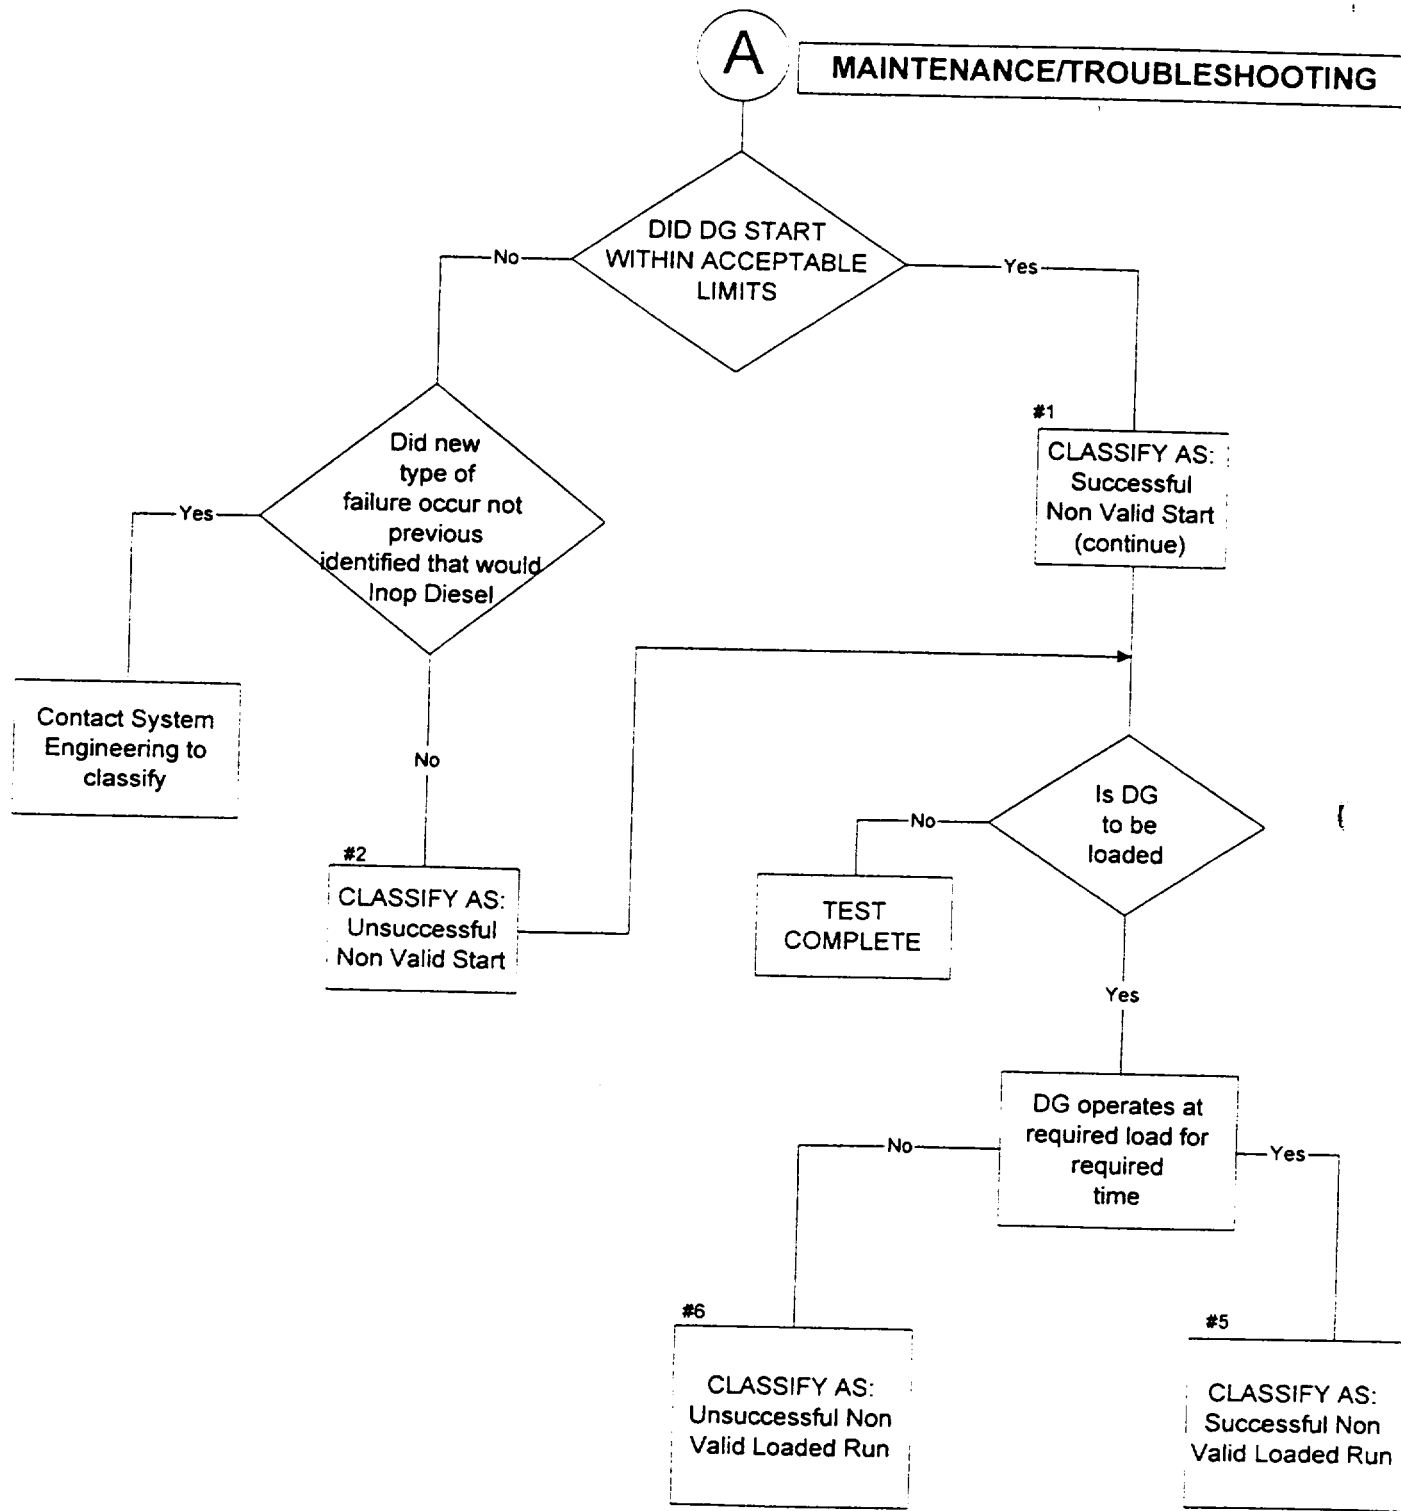 A
MAINTENANCE/TROUBLESHOOTING
DID DG START
WITHIN ACCEPTABLE
LIMITS
No
Yes
#1
CLASSIFY AS:
Successful
Non Valid Start
(continue)
Did new
type of
failure occur not
previous
identified that would
Inop Diesel
Yes
No
Contact System
Engineering to
classify
#2
CLASSIFY AS:
Unsuccessful
Non Valid Start
Is DG
to be
loaded
No
Yes
TEST
COMPLETE
DG operates at
required load for
required
time
No
Yes
#6
CLASSIFY AS:
Unsuccessful Non
Valid Loaded Run
#5
CLASSIFY AS:
Successful Non
Valid Loaded Run